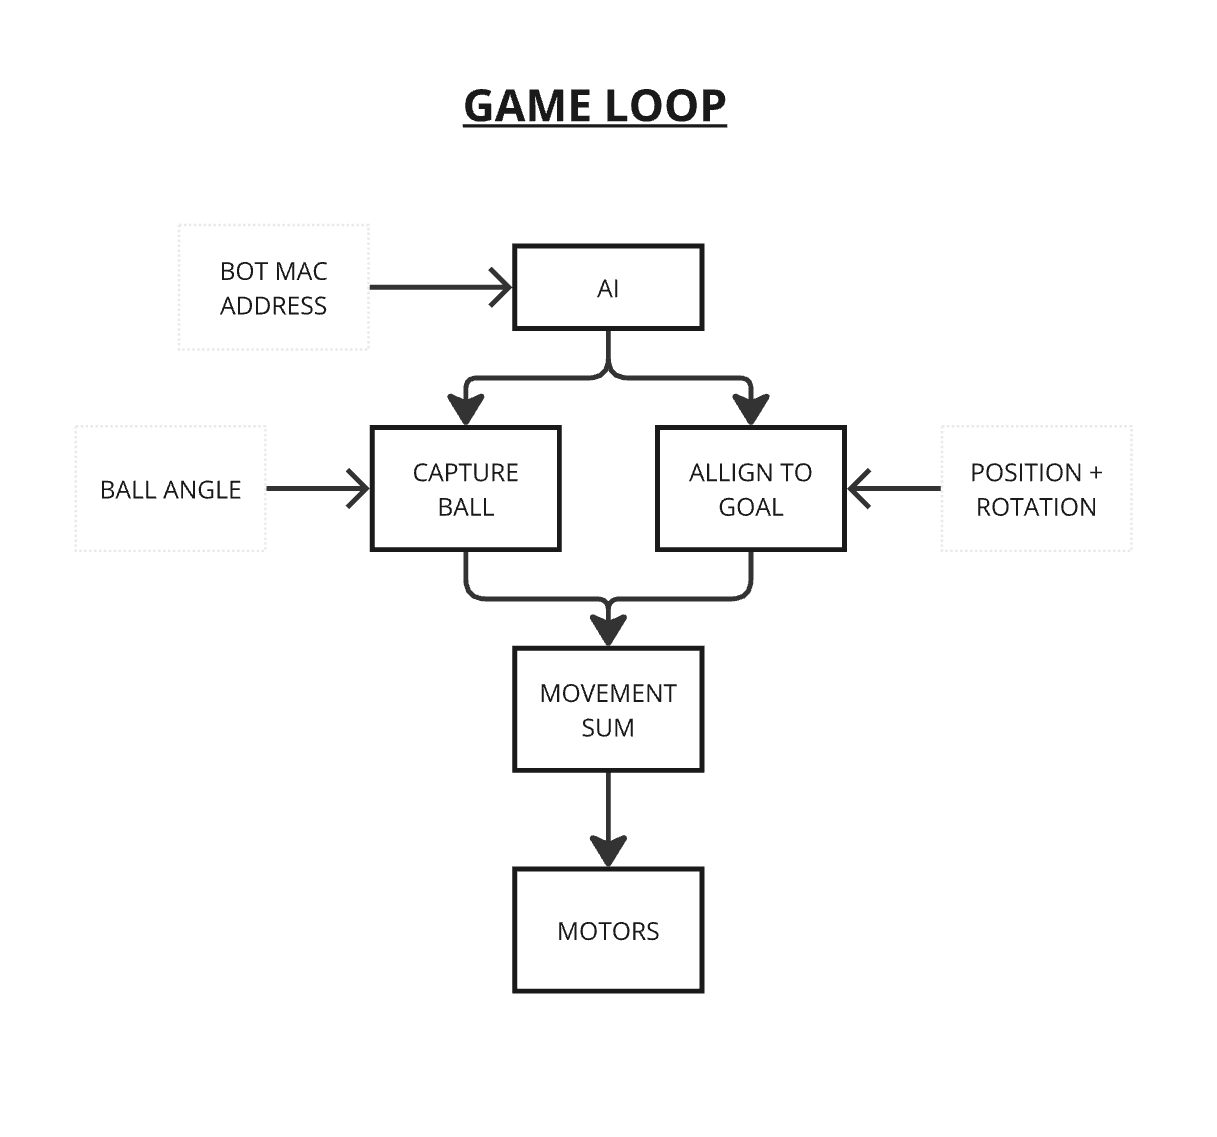 GAME LOOP
BOT MAC
ADDRESS
AI
BALL ANGLE
CAPTURE
BALL
ALLIGN TO
GOAL
POSITION +
ROTATION
MOVEMENT
SUM
MOTORS